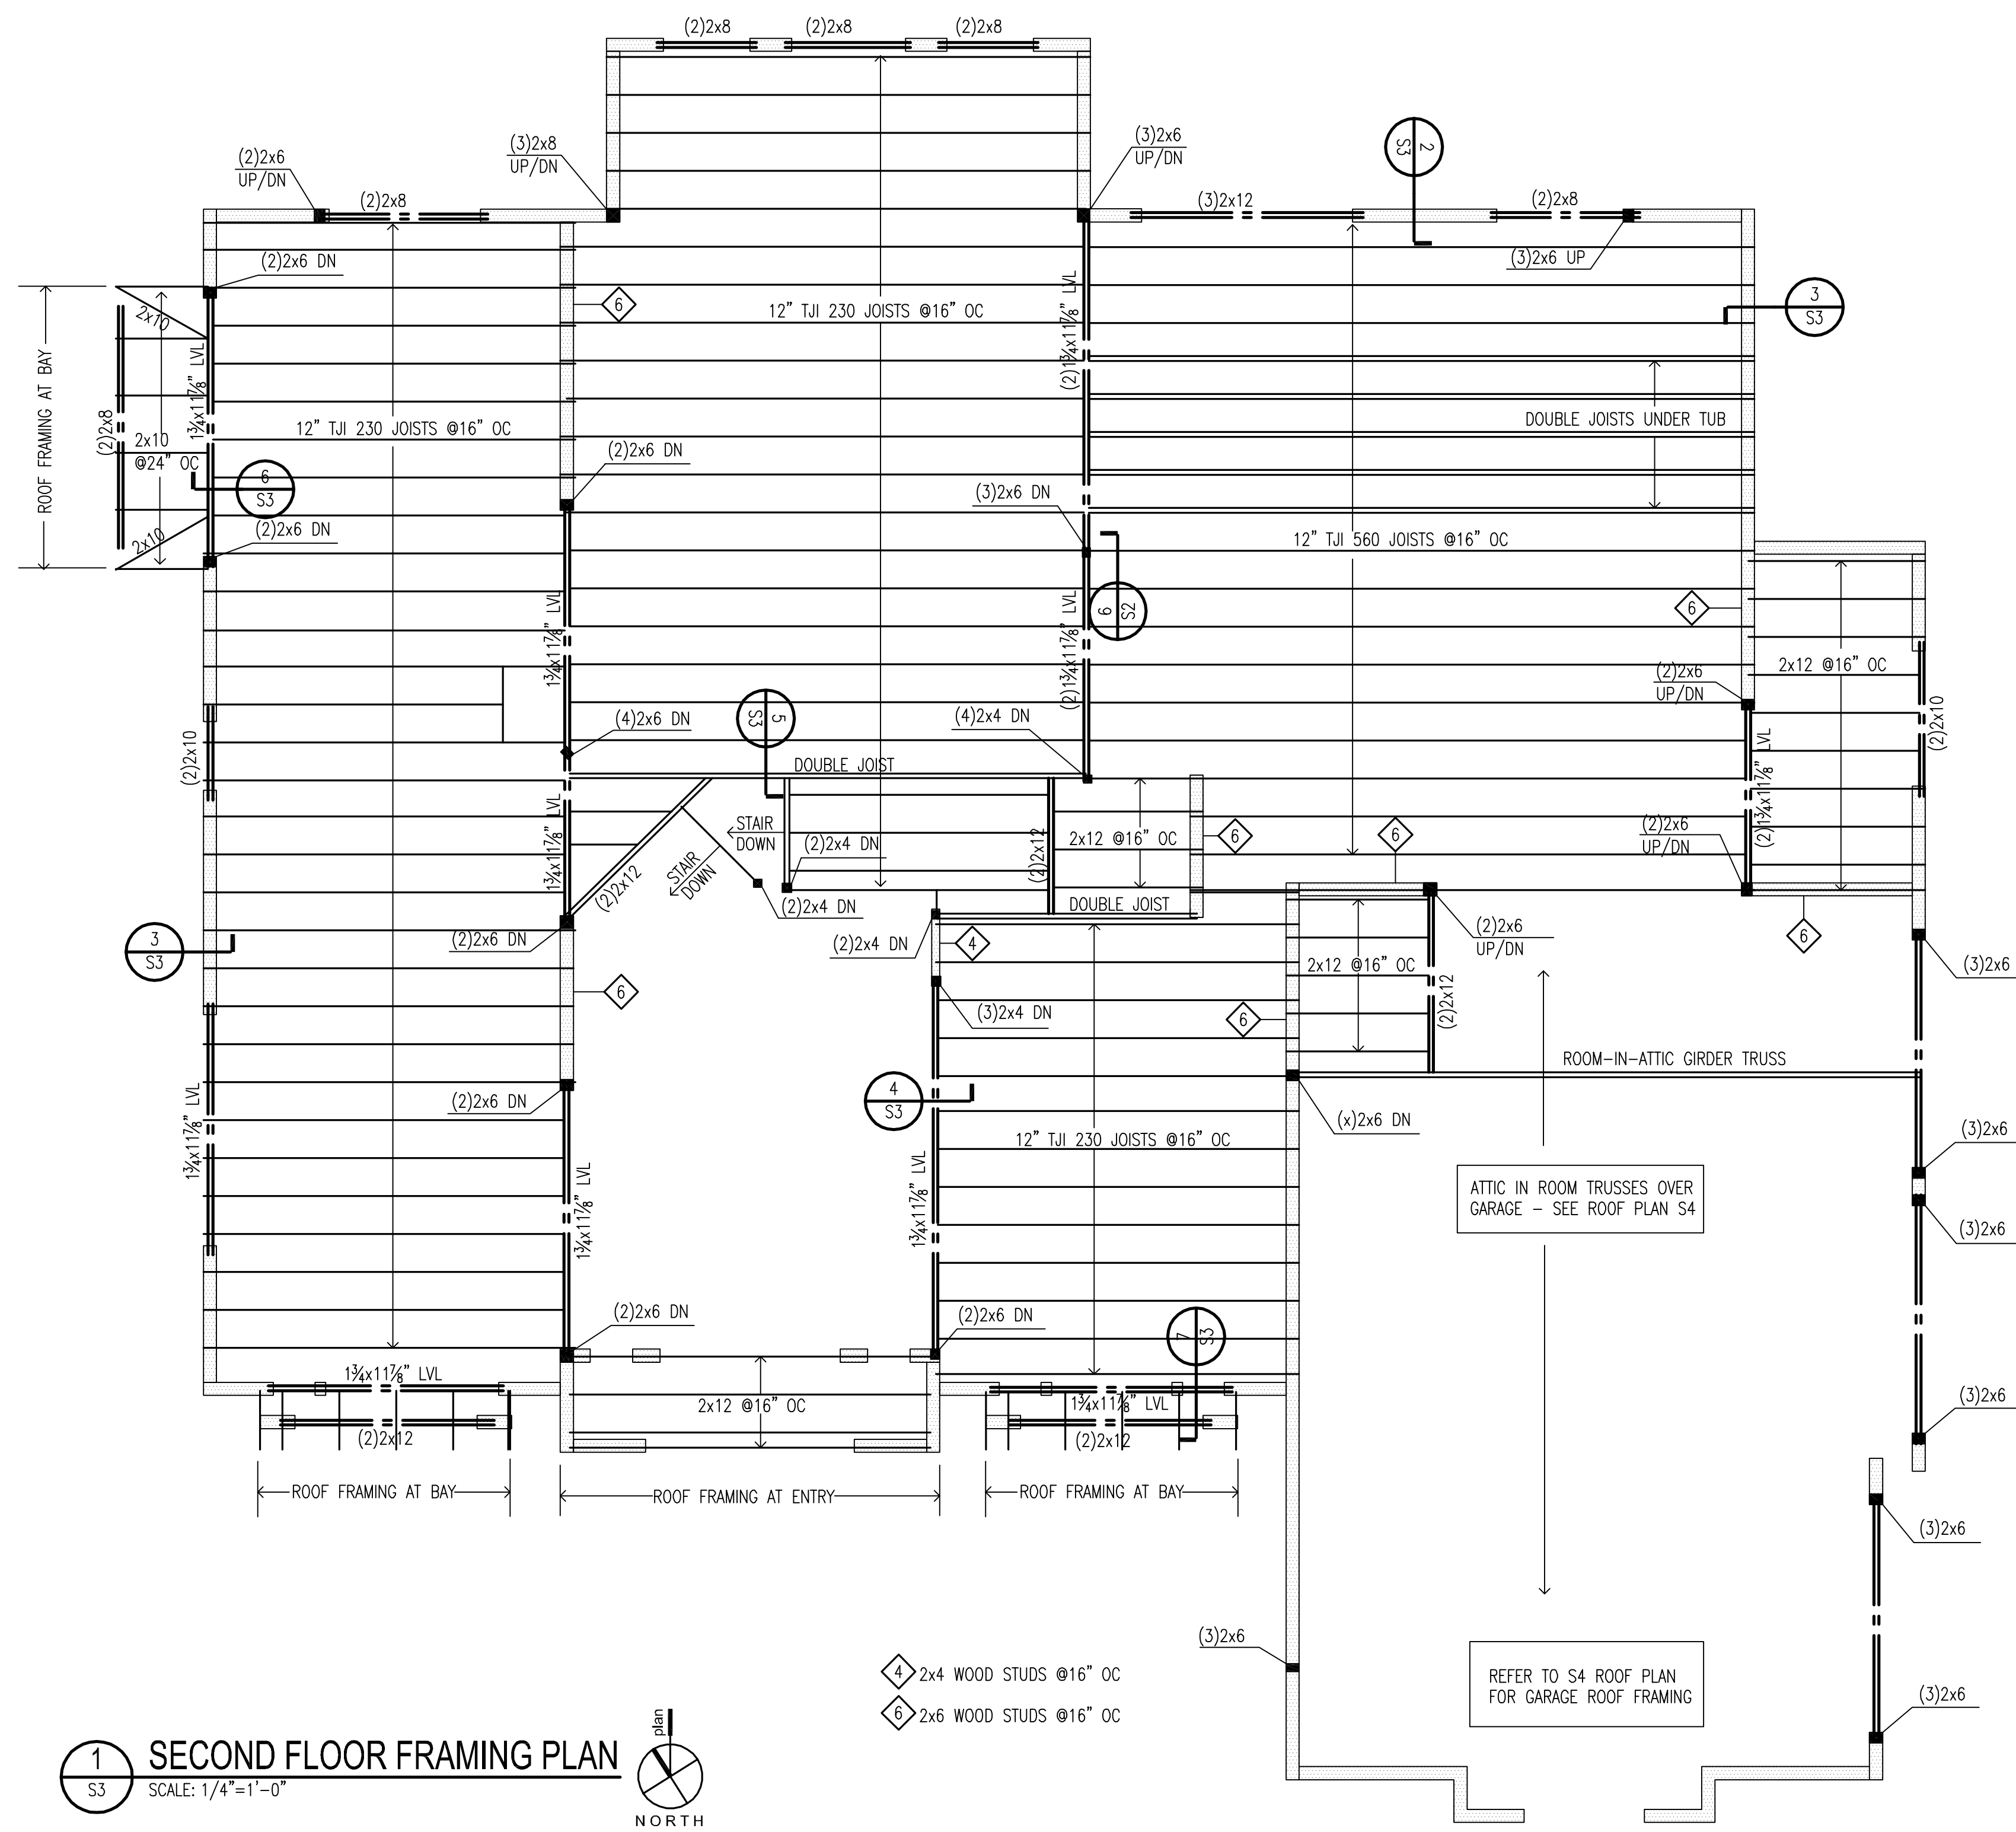 (2)2x8
(2)2x8
(2)2x8
(2)2x6
UP/DN
(3)2x8
UP/DN
(3)2x6
UP/DN
2
S3
(2)2x8
(3)2x12
(2)2x8
(2)2x6 DN
(3)2x6 UP
6
12" TJI 230 JOISTS @16" OC
(2)1¾x11⅞" LVL
3
S3
2x10
ROOF FRAMING AT BAY
(2)2x8
1¾x11⅞" LVL
2x10
@24" OC
12" TJI 230 JOISTS @16" OC
DOUBLE JOISTS UNDER TUB
6
S3
(2)2x6 DN
(3)2x6 DN
2x10
(2)2x6 DN
12" TJI 560 JOISTS @16" OC
6
S2
1¾x11⅞" LVL
(2)1¾x11⅞" LVL
6
2x12 @16" OC
(2)2x6
UP/DN
(4)2x6 DN
5
S3
(4)2x4 DN
(2)2x10
(2)2x10
DOUBLE JOIST
1¾x11⅞" LVL
(2)1¾x11⅞" LVL
STAIR
DOWN
(2)2x4 DN
2x12 @16" OC
(2)2x12
6
6
(2)2x6
UP/DN
(2)2x12
STAIR
DOWN
(2)2x4 DN
DOUBLE JOIST
3
S3
(2)2x6 DN
(2)2x4 DN
4
(2)2x6
UP/DN
6
2x12 @16" OC
(3)2x6
6
(3)2x4 DN
6
(2)2x12
ROOM-IN-ATTIC GIRDER TRUSS
1¾x11⅞" LVL
(2)2x6 DN
4
S3
(x)2x6 DN
(3)2x6
12" TJI 230 JOISTS @16" OC
1¾x11⅞" LVL
1¾x11⅞" LVL
ATTIC IN ROOM TRUSSES OVER
GARAGE – SEE ROOF PLAN S4
(3)2x6
(2)2x6 DN
(2)2x6 DN
7
S3
1¾x11⅞" LVL
2x12 @16" OC
1¾x11⅞" LVL
(3)2x6
(2)2x12
(2)2x12
ROOF FRAMING AT BAY
ROOF FRAMING AT ENTRY
ROOF FRAMING AT BAY
(3)2x6
(3)2x6
4 2x4 WOOD STUDS @16" OC
6 2x6 WOOD STUDS @16" OC
REFER TO S4 ROOF PLAN
FOR GARAGE ROOF FRAMING
(3)2x6
1
S3
SECOND FLOOR FRAMING PLAN
SCALE: 1/4"=1'-0"
plan
NORTH